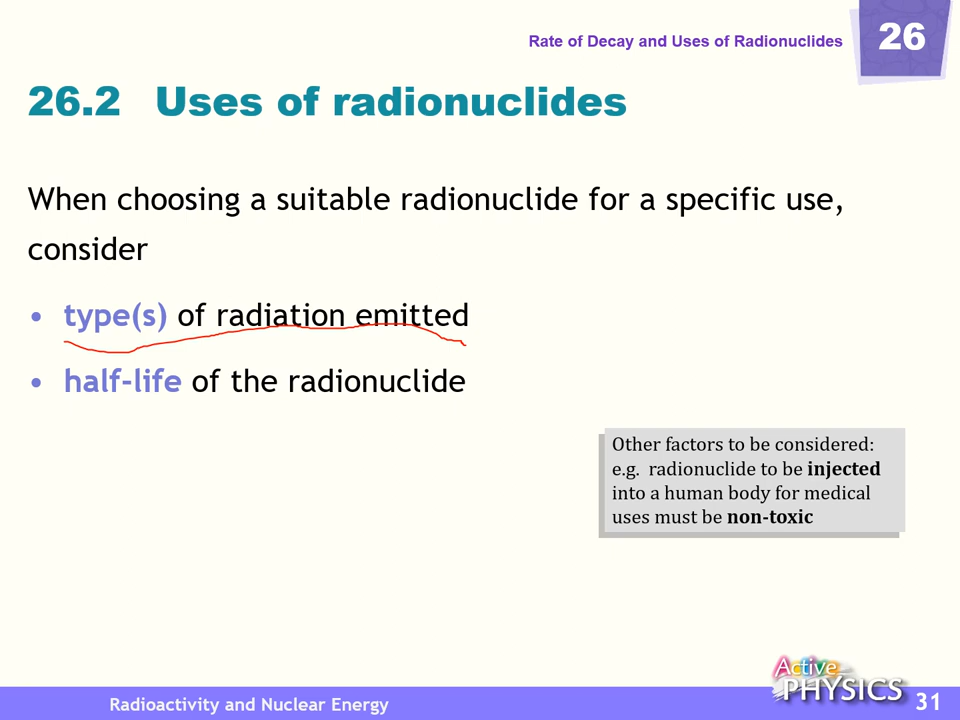 Rate of Decay and Uses of Radionuclides
26
26.2 Uses of radionuclides
When choosing a suitable radionuclide for a specific use,
consider
• type(s) of radiation emitted
• half-life of the radionuclide
Other factors to be considered:
e.g. radionuclide to be injected
into a human body for medical
uses must be non-toxic
Active
PHYSICS
Radioactivity and Nuclear Energy
31